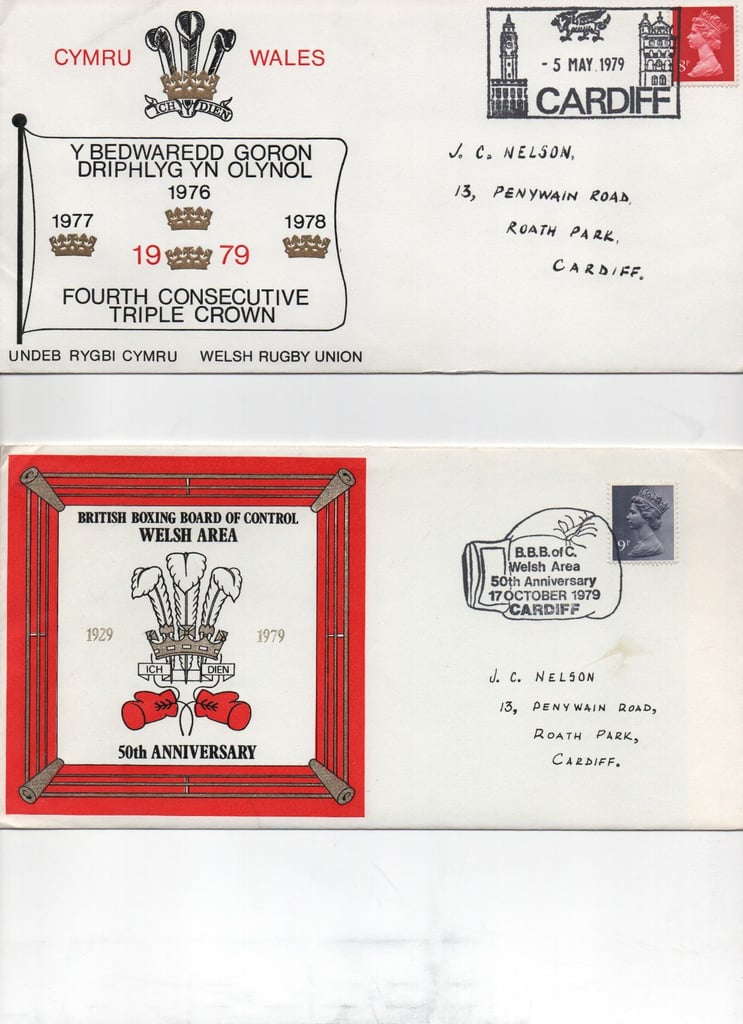 CYMRU WALES
ICH DIEN
Y BEDWAREDD GORON
DRIPHLYG YN OLYNOL
1976
1977 1978
19 79
FOURTH CONSECUTIVE
TRIPLE CROWN
UNDEB RYGBI CYMRU WELSH RUGBY UNION
- 5 MAY 1979
CARDIFF
8P
J. C. NELSON,
13, PENYWAIN ROAD,
ROATH PARK,
CARDIFF.
BRITISH BOXING BOARD OF CONTROL
WELSH AREA
1929 1979
ICH DIEN
50th ANNIVERSARY
B.B.B. of C.
Welsh Area
50th Anniversary
17 OCTOBER 1979
CARDIFF
9P
J. C. NELSON
13, PENYWAIN ROAD,
ROATH PARK,
CARDIFF.